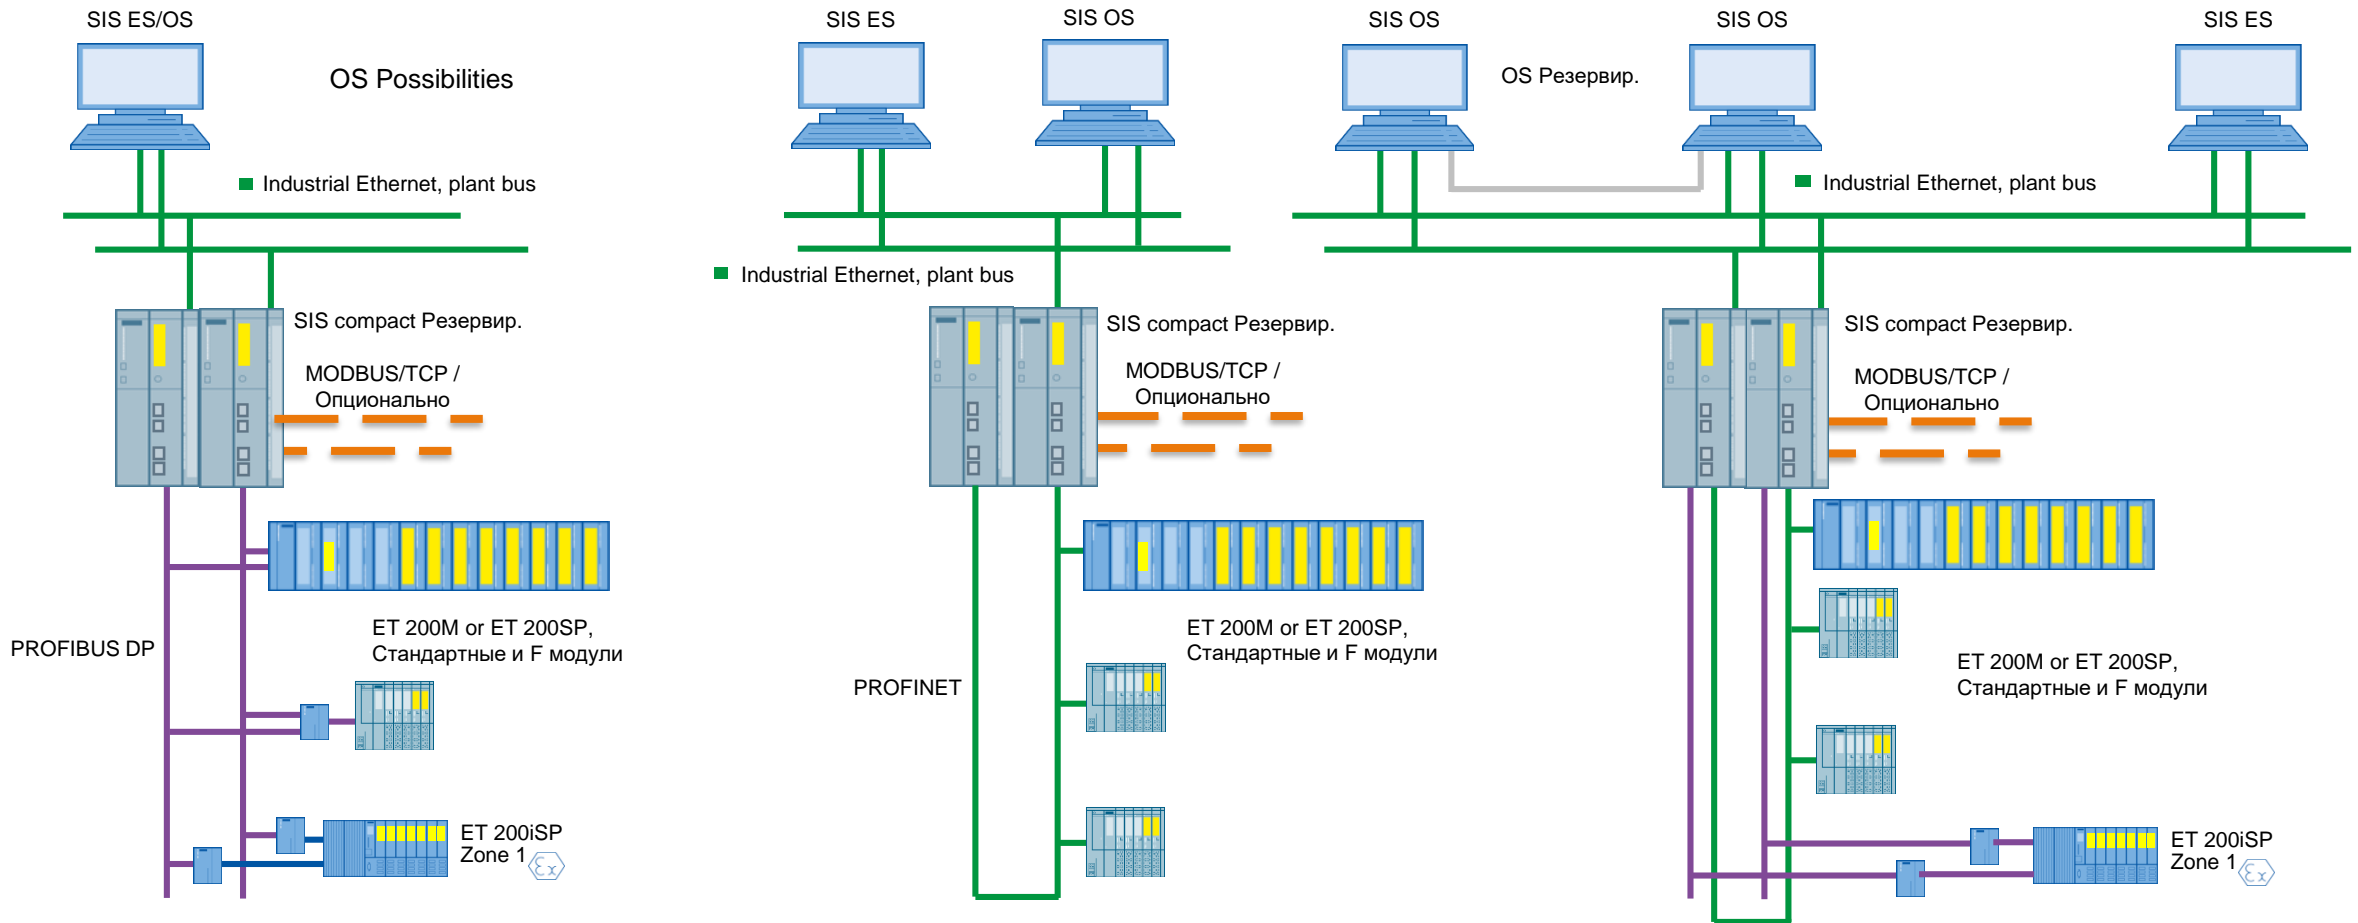 SIS ES/OS
OS Possibilities
Industrial Ethernet, plant bus
SIS compact Резервир.
MODBUS/TCP /
Опционально
PROFIBUS DP
ET 200M or ET 200SP,
Стандартные и F модули
ET 200iSP
Zone 1
εx
SIS ES
SIS OS
Industrial Ethernet, plant bus
SIS compact Резервир.
MODBUS/TCP /
Опционально
PROFINET
ET 200M or ET 200SP,
Стандартные и F модули
SIS OS
OS Резервир.
SIS OS
SIS ES
Industrial Ethernet, plant bus
SIS compact Резервир.
MODBUS/TCP /
Опционально
ET 200M or ET 200SP,
Стандартные и F модули
ET 200iSP
Zone 1
εx